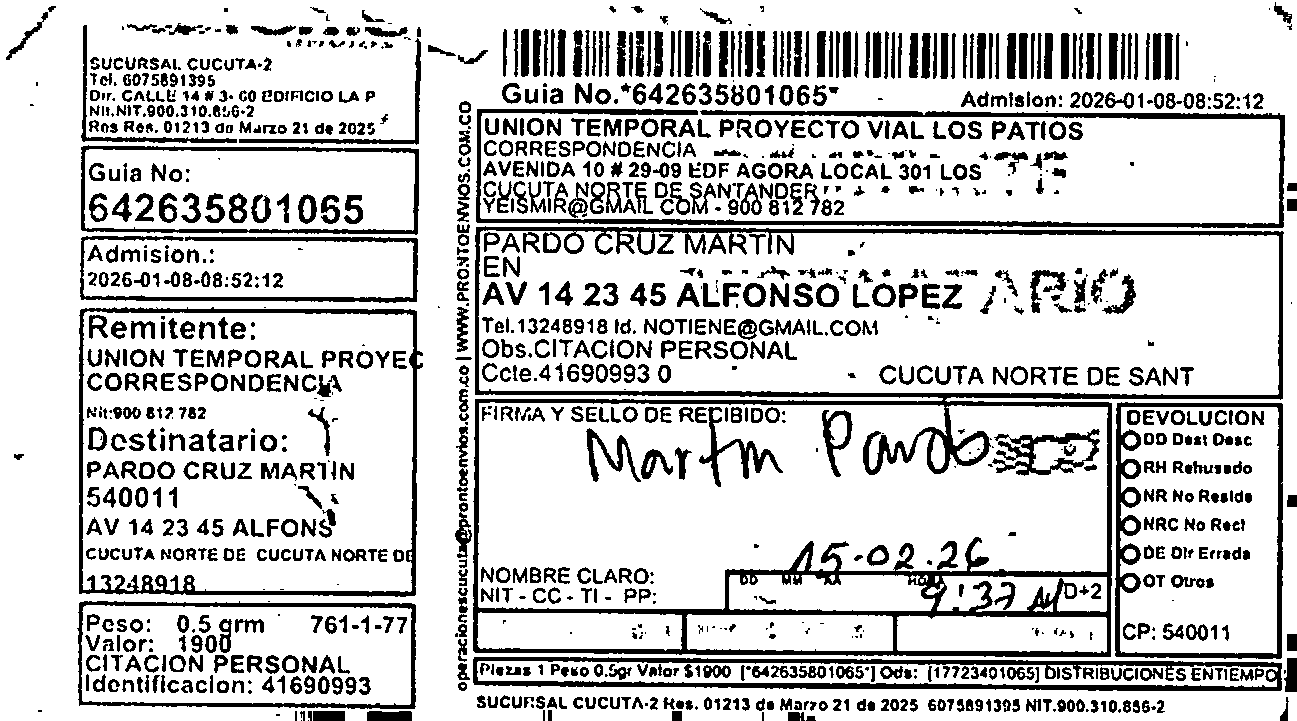 SUCURSAL CUCUTA-2
Tel. 6075891395
Dir. CALLE 14 # 3- 60 EDIFICIO LA P
Nit.NIT.900.310.856-2
Res Res. 01213 de Marzo 21 de 2025
Guia No:
642635801065
Admision.:
2026-01-08-08:52:12
Remitente:
UNION TEMPORAL PROYEC
CORRESPONDENCIA
Nit:900 812 782
Destinatario:
PARDO CRUZ MARTIN
540011
AV 14 23 45 ALFONS
CUCUTA NORTE DE CUCUTA NORTE DE
13248918
Peso: 0.5 grm 761-1-77
Valor: 1900
CITACION PERSONAL
Identificacion: 41690993
operacionescucuta@prontoenvios.com.co | WWW.PRONTOENVIOS.COM.CO
Guia No.*642635801065*
Admision: 2026-01-08-08:52:12
UNION TEMPORAL PROYECTO VIAL LOS PATIOS
CORRESPONDENCIA
AVENIDA 10 # 29-09 EDF AGORA LOCAL 301 LOS
CUCUTA NORTE DE SANTANDER
YEISMIR@GMAIL COM - 900 812 782
PARDO CRUZ MARTIN
EN
AV 14 23 45 ALFONSO LOPEZ
Tel.13248918 Id. NOTIENE@GMAIL.COM
Obs.CITACION PERSONAL
Ccte.41690993 0 CUCUTA NORTE DE SANT
FIRMA Y SELLO DE RECIBIDO:
Martin Pardo
15-02.26
NOMBRE CLARO:
NIT - CC - TI - PP:
DD MM AA HORA
9:37 AM D+2
DEVOLUCION
DD Dest Desc
RH Rehusado
NR No Reside
NRC No Recl
DE Dir Errada
OT Otros
CP: 540011
Piezas 1 Peso 0.5gr Valor $1900 [*642635801065*] Ods: [17723401065] DISTRIBUCIONES ENTIEMPO
SUCURSAL CUCUTA-2 Res. 01213 de Marzo 21 de 2025 6075891395 NIT.900.310.856-2